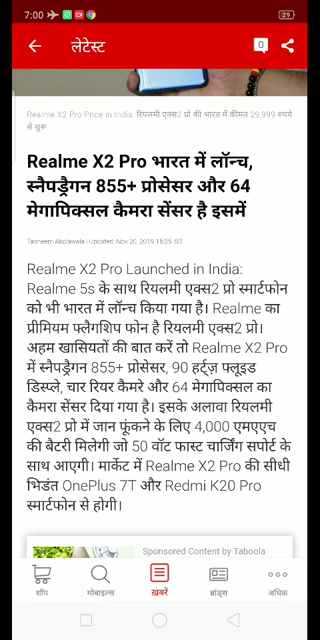 7:00
29
लेटेस्ट
0
Realme X2 Pro Price in India: रियलमी एक्स2 प्रो की भारत में कीमत 29,999 रुपये
से शुरू
Realme X2 Pro भारत में लॉन्च,
स्नैपड्रैगन 855+ प्रोसेसर और 64
मेगापिक्सल कैमरा सेंसर है इसमें
Tasneem Akolawala | Updated: Nov 20, 2019 15:35 IST
Realme X2 Pro Launched in India:
Realme 5s के साथ रियलमी एक्स2 प्रो स्मार्टफोन
को भी भारत में लॉन्च किया गया है। Realme का
प्रीमियम फ्लैगशिप फोन है रियलमी एक्स2 प्रो।
अहम खासियतों की बात करें तो Realme X2 Pro
में स्नैपड्रैगन 855+ प्रोसेसर, 90 हर्ट्ज़ फ्लूइड
डिस्प्ले, चार रियर कैमरे और 64 मेगापिक्सल का
कैमरा सेंसर दिया गया है। इसके अलावा रियलमी
एक्स2 प्रो में जान फूंकने के लिए 4,000 एमएएच
की बैटरी मिलेगी जो 50 वॉट फास्ट चार्जिंग सपोर्ट के
साथ आएगी। मार्केट में Realme X2 Pro की सीधी
भिडंत OnePlus 7T और Redmi K20 Pro
स्मार्टफोन से होगी।
Sponsored Content by Taboola
शॉप मोबाइल्स ख़बरें ब्रांड्स अधिक